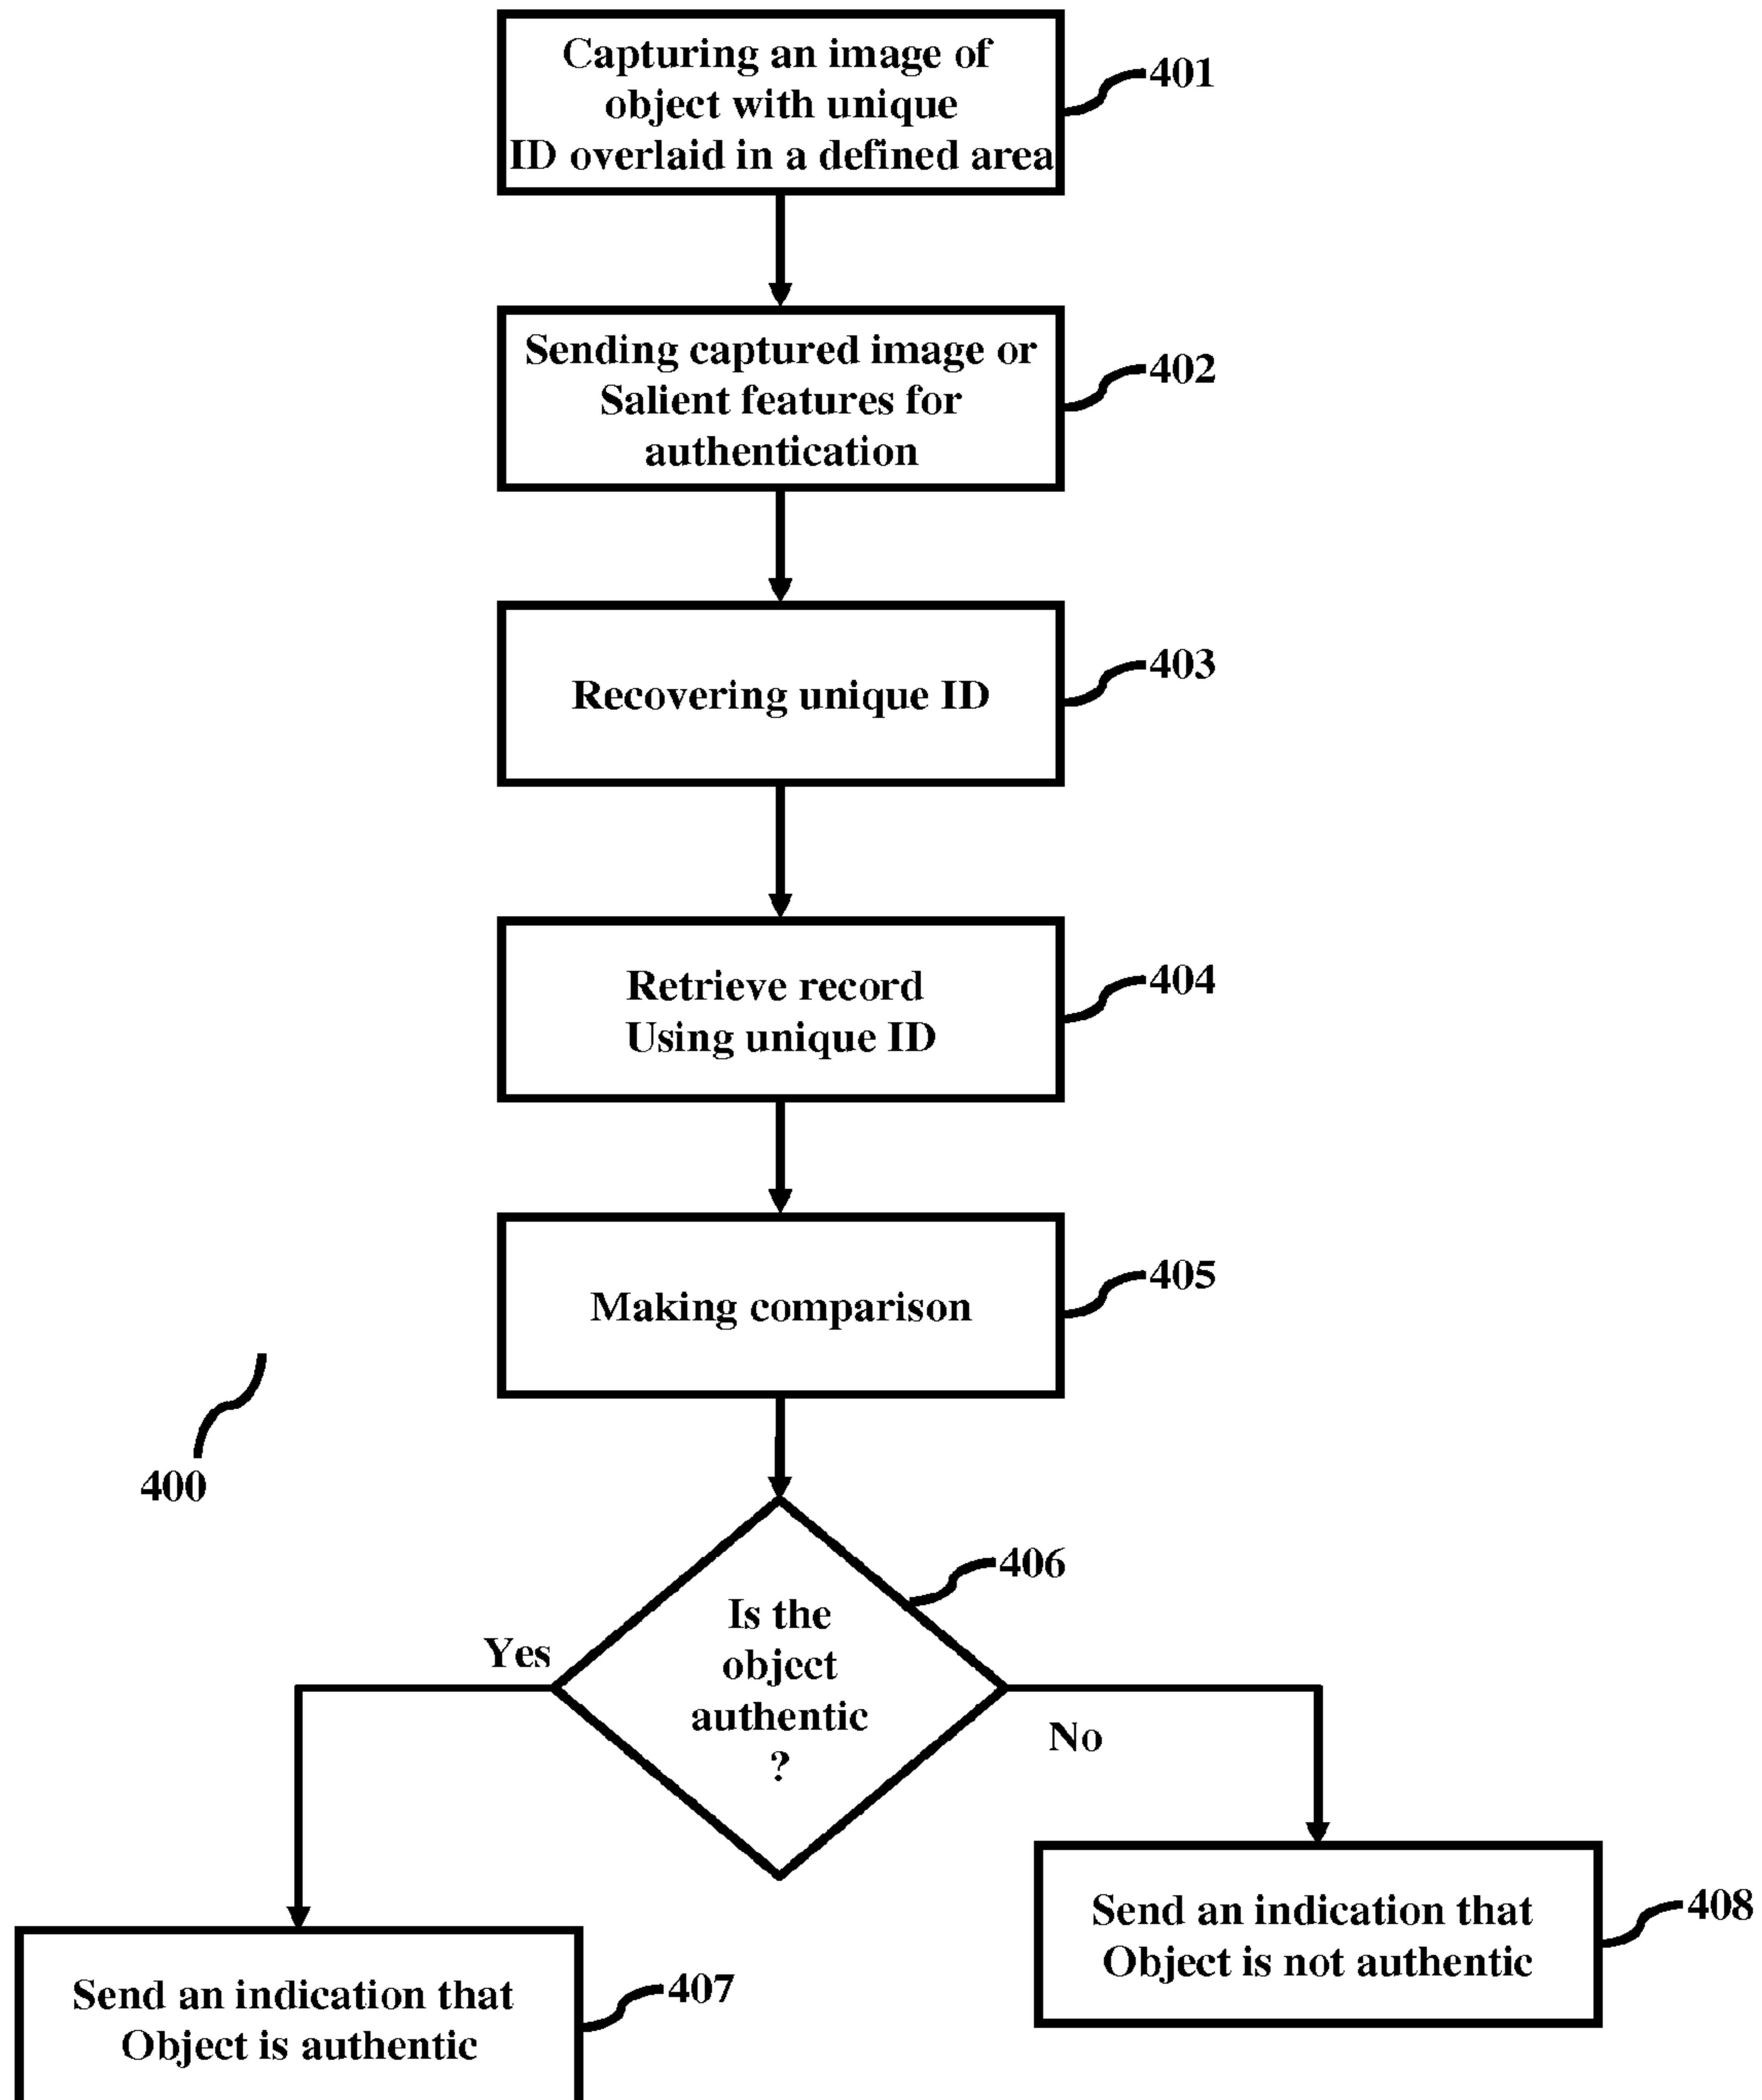 Capturing an image of
object with unique
ID overlaid in a defined area
401
Sending captured image or
Salient features for
authentication
402
Recovering unique ID
403
Retrieve record
Using unique ID
404
Making comparison
405
400
406
Is the
object
authentic
?
Yes
No
Send an indication that
Object is not authentic
408
Send an indication that
Object is authentic
407